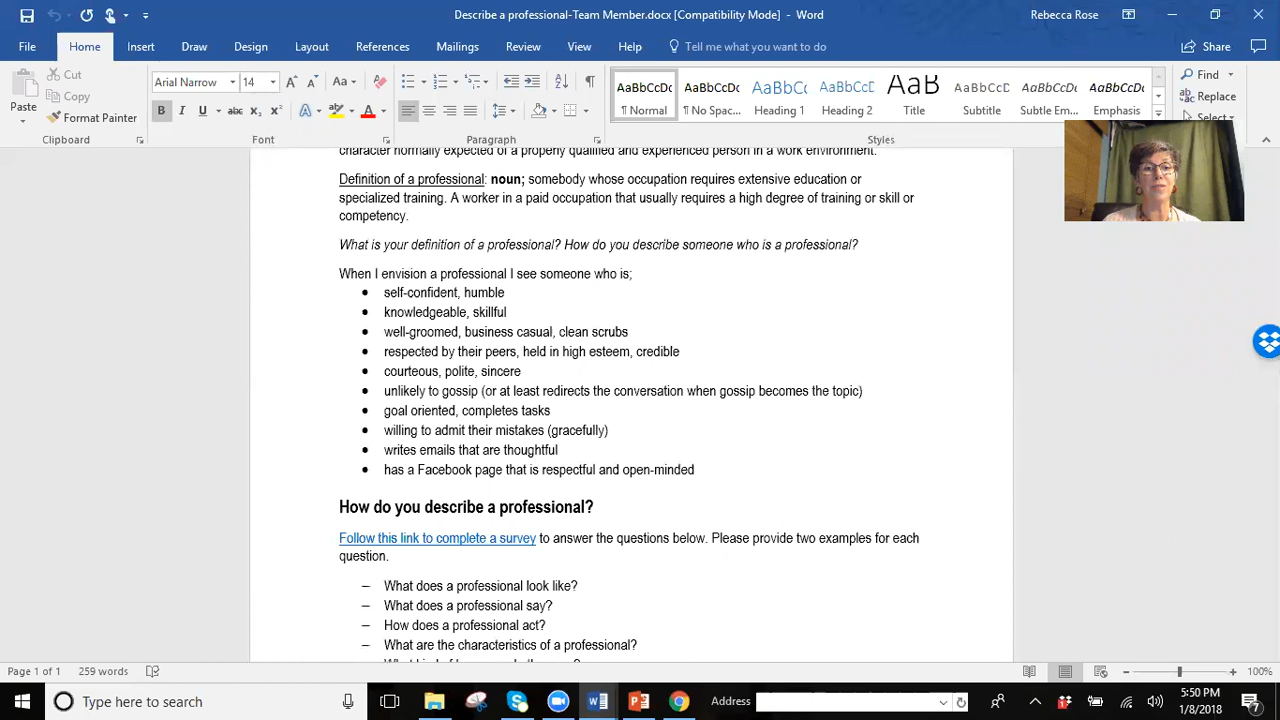 Describe a professional-Team Member.docx [Compatibility Mode] - Word
Rebecca Rose
File Home Insert Draw Design Layout References Mailings Review View Help Tell me what you want to do Share
Paste
Cut
Copy
Format Painter
Clipboard
Arial Narrow 14
Font
Paragraph
AaBbCcDc AaBbCcDc AaBbCc AaBbCcC AaB AaBbCcD AaBbCcDc AaBbCcDc
¶ Normal ¶ No Spac... Heading 1 Heading 2 Title Subtitle Subtle Em... Emphasis
Styles
Find
Replace
Select
character normally expected of a properly qualified and experienced person in a work environment.
Definition of a professional: noun; somebody whose occupation requires extensive education or
specialized training. A worker in a paid occupation that usually requires a high degree of training or skill or
competency.
What is your definition of a professional? How do you describe someone who is a professional?
When I envision a professional I see someone who is;
• self-confident, humble
• knowledgeable, skillful
• well-groomed, business casual, clean scrubs
• respected by their peers, held in high esteem, credible
• courteous, polite, sincere
• unlikely to gossip (or at least redirects the conversation when gossip becomes the topic)
• goal oriented, completes tasks
• willing to admit their mistakes (gracefully)
• writes emails that are thoughtful
• has a Facebook page that is respectful and open-minded
How do you describe a professional?
Follow this link to complete a survey to answer the questions below. Please provide two examples for each
question.
– What does a professional look like?
– What does a professional say?
– How does a professional act?
– What are the characteristics of a professional?
Page 1 of 1 259 words
100%
Type here to search
Address
5:50 PM
1/8/2018